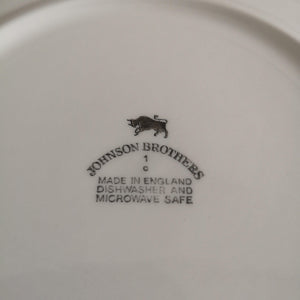 JOHNSON BROTHERS
1
c
MADE IN ENGLAND
DISHWASHER AND
MICROWAVE SAFE